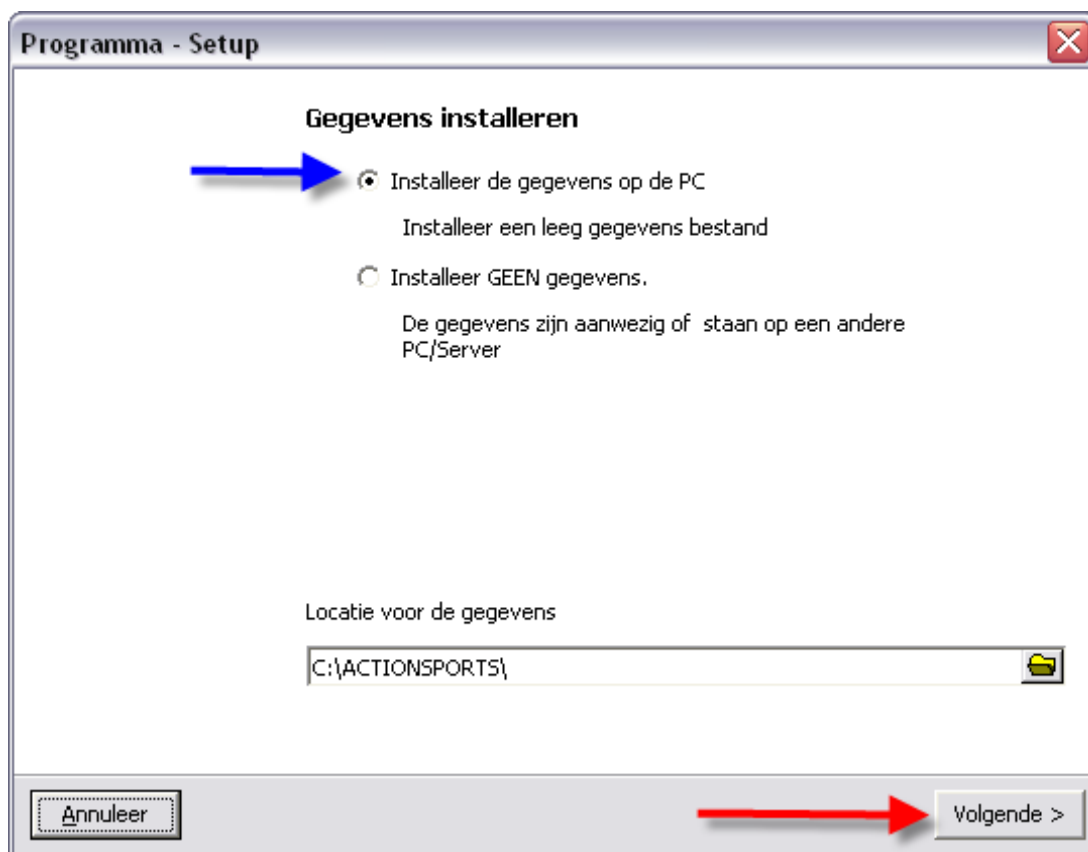 Programma - Setup
Gegevens installeren
Installeer de gegevens op de PC
Installeer een leeg gegevens bestand
Installeer GEEN gegevens.
De gegevens zijn aanwezig of  staan op een andere
PC/Server
Locatie voor de gegevens
C:\ACTIONSPORTS\
Annuleer
Volgende >